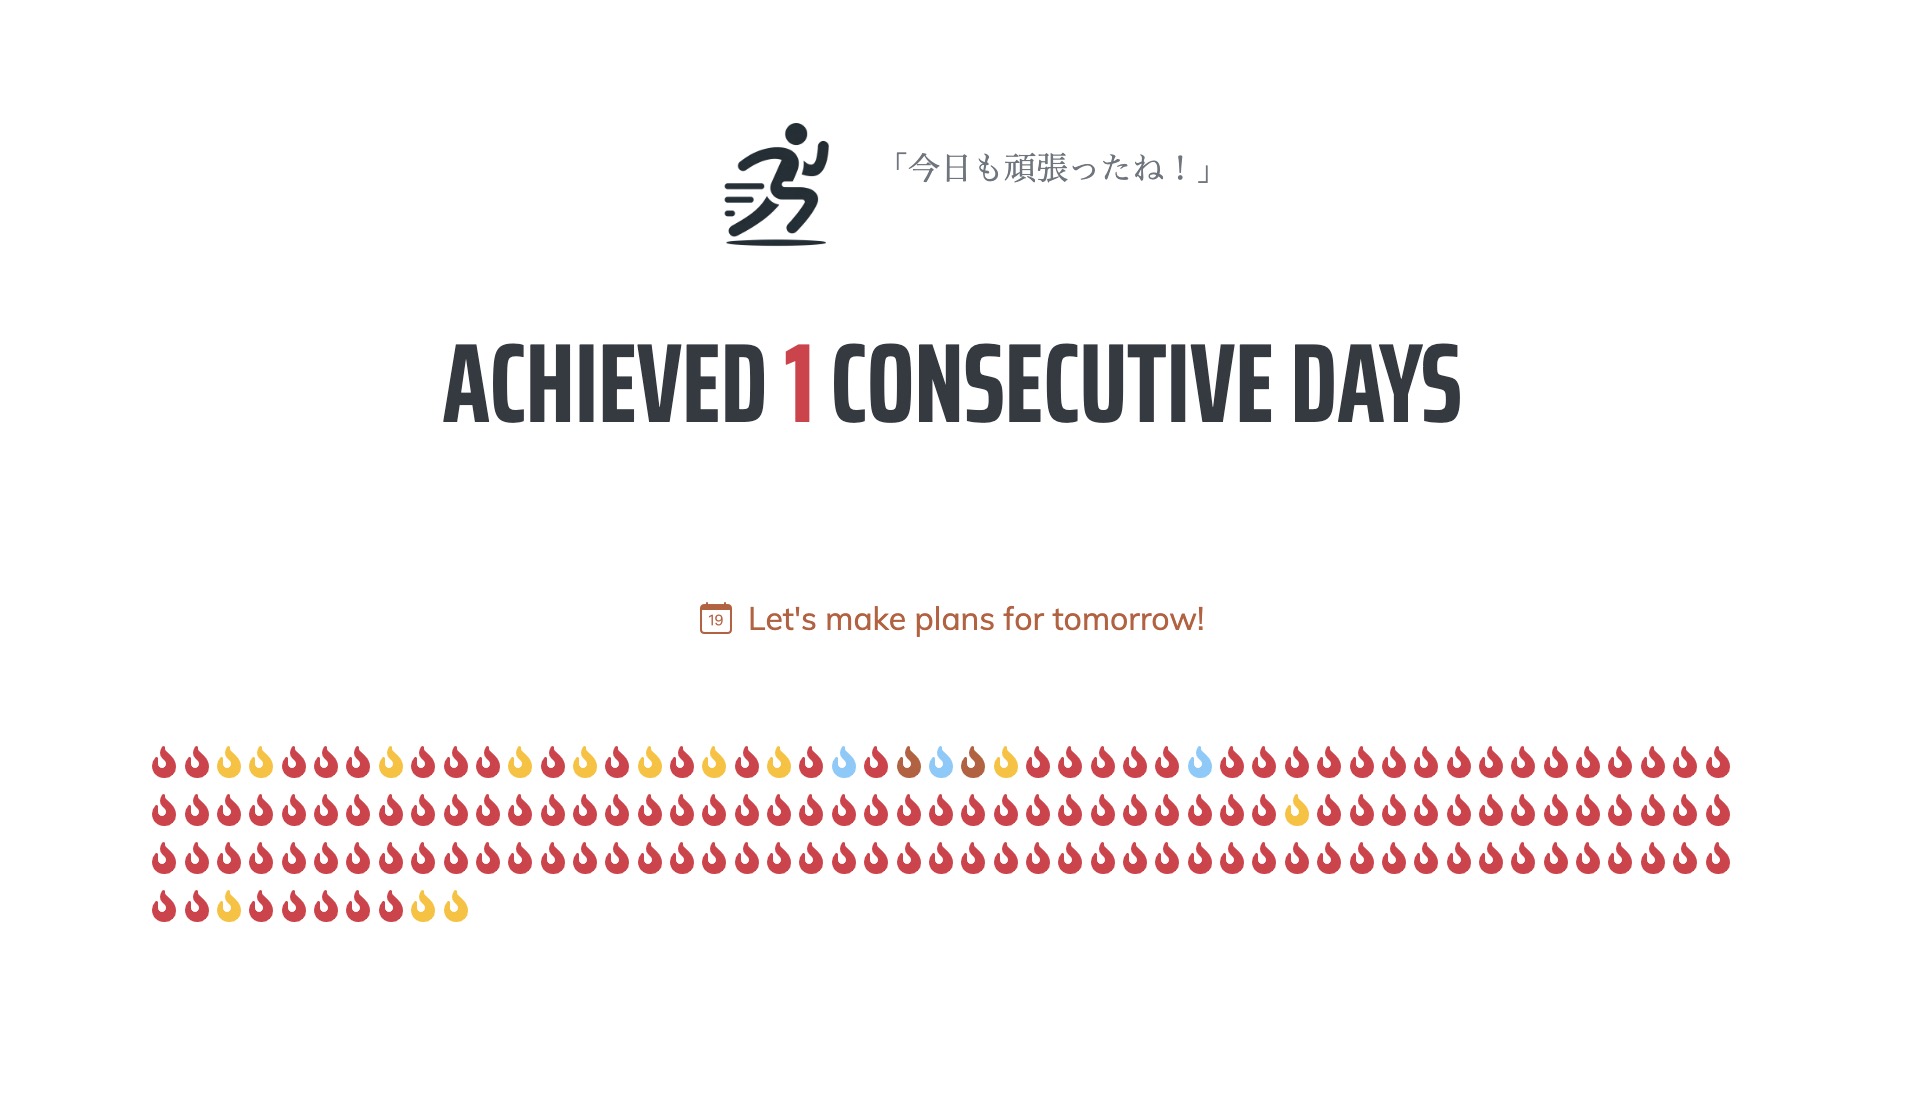 「今日も頑張ったね！」
ACHIEVED 1 CONSECUTIVE DAYS
19 Let's make plans for tomorrow!